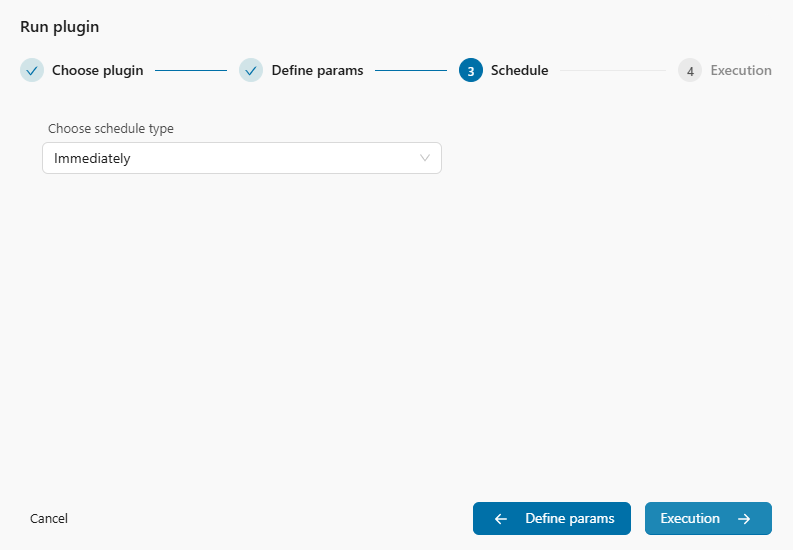 Run plugin
Choose plugin
Define params
3 Schedule
4 Execution
Choose schedule type
Immediately
Cancel
Define params
Execution